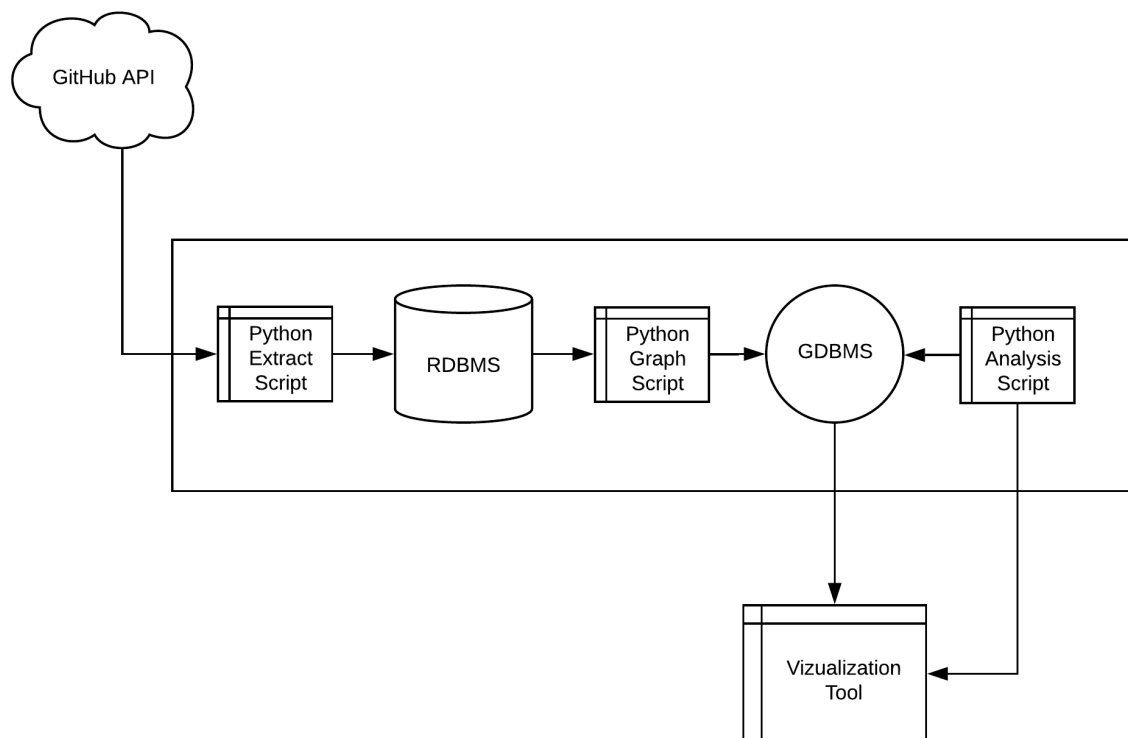 GitHub API
Python
Extract
Script
RDBMS
Python
Graph
Script
GDBMS
Python
Analysis
Script
Vizualization
Tool